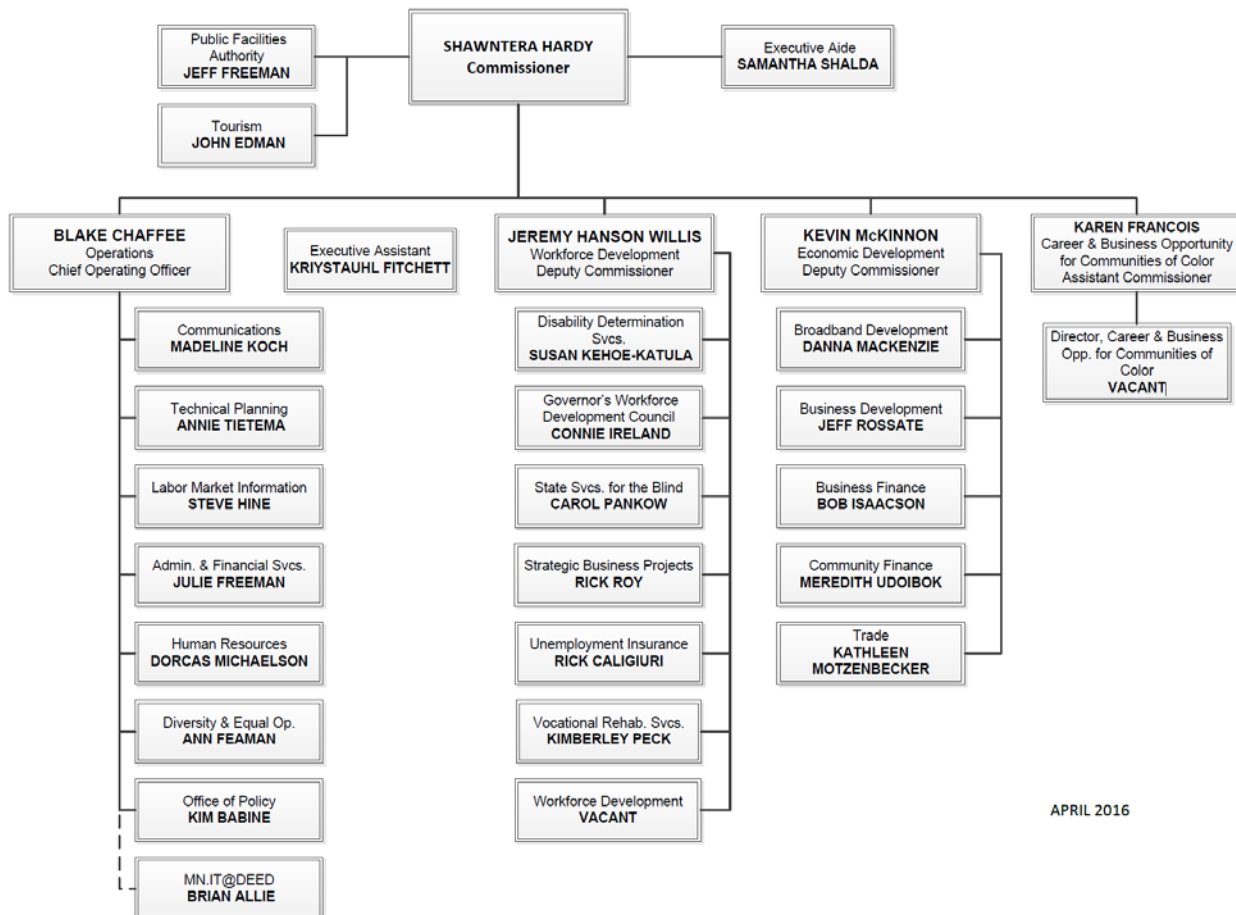 Public Facilities
Authority
JEFF FREEMAN
SHAWNTERA HARDY
Commissioner
Executive Aide
SAMANTHA SHALDA
Tourism
JOHN EDMAN
BLAKE CHAFFEE
Operations
Chief Operating Officer
Executive Assistant
KRIYSTAUHL FITCHETT
JEREMY HANSON WILLIS
Workforce Development
Deputy Commissioner
KEVIN McKINNON
Economic Development
Deputy Commissioner
KAREN FRANCOIS
Career & Business Opportunity
for Communities of Color
Assistant Commissioner
Communications
MADELINE KOCH
Technical Planning
ANNIE TIETEMA
Labor Market Information
STEVE HINE
Admin. & Financial Svcs.
JULIE FREEMAN
Human Resources
DORCAS MICHAELSON
Diversity & Equal Op.
ANN FEAMAN
Office of Policy
KIM BABINE
MN.IT@DEED
BRIAN ALLIE
Disability Determination
Svcs.
SUSAN KEHOE-KATULA
Governor's Workforce
Development Council
CONNIE IRELAND
State Svcs. for the Blind
CAROL PANKOW
Strategic Business Projects
RICK ROY
Unemployment Insurance
RICK CALIGIURI
Vocational Rehab. Svcs.
KIMBERLEY PECK
Workforce Development
VACANT
Broadband Development
DANNA MACKENZIE
Business Development
JEFF ROSSATE
Business Finance
BOB ISAACSON
Community Finance
MEREDITH UDOIBOK
Trade
KATHLEEN
MOTZENBECKER
Director, Career & Business
Opp. for Communities of
Color
VACANT
APRIL 2016